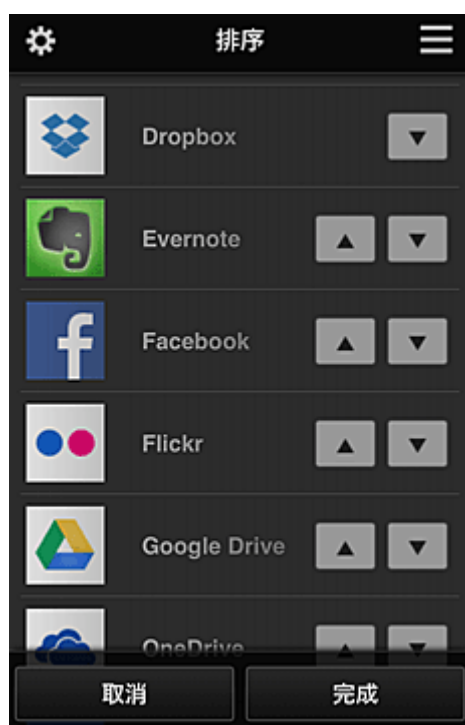 排序
Dropbox
Evernote
Facebook
Flickr
Google Drive
OneDrive
取消 完成